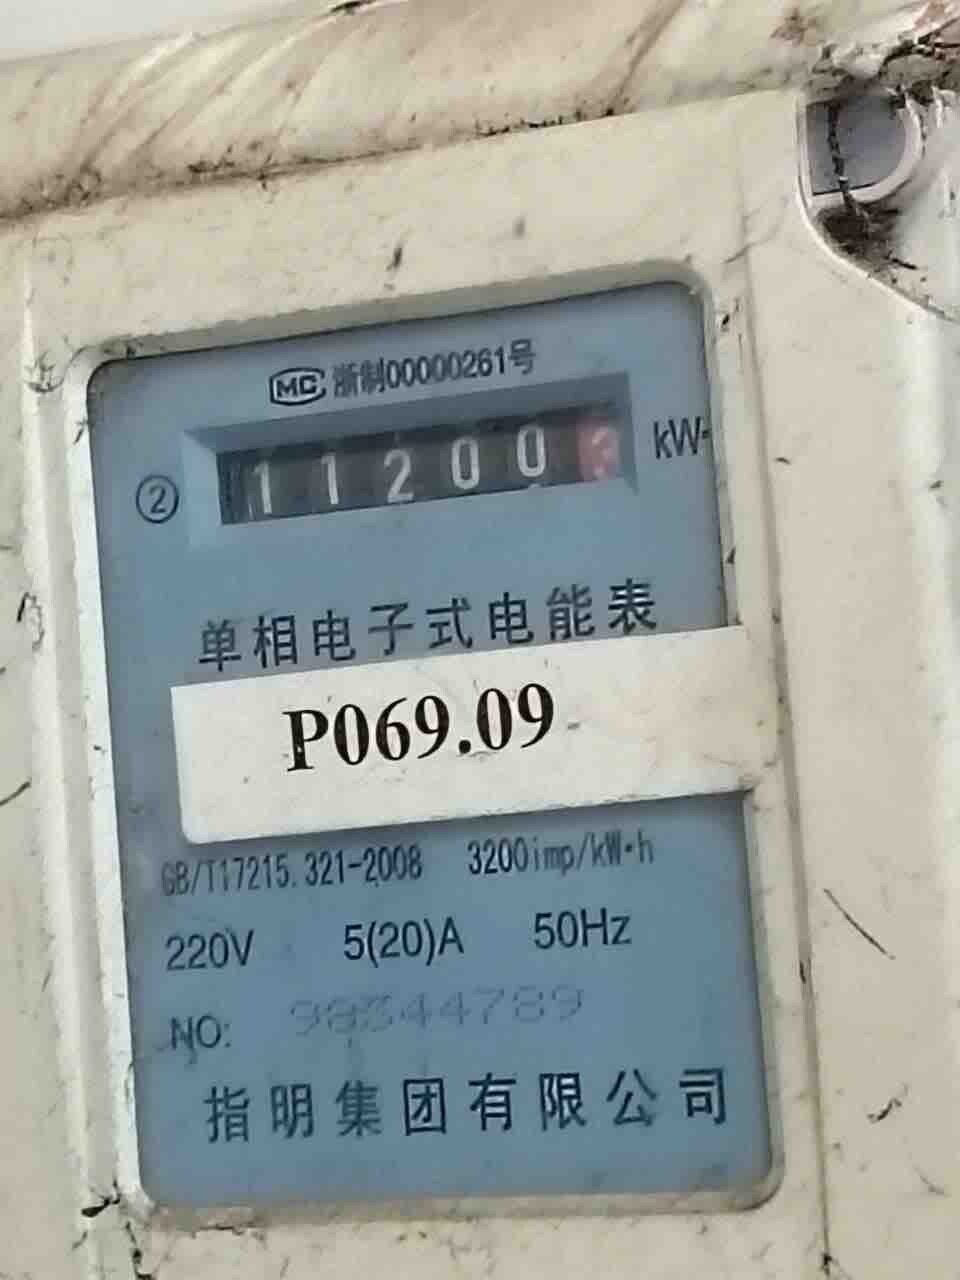 MC 浙制00000261号
② 112003 kW·
单相电子式电能表
P069.09
GB/T17215.321-2008 3200imp/kW·h
220V 5(20)A 50Hz
NO: 98344789
指明集团有限公司